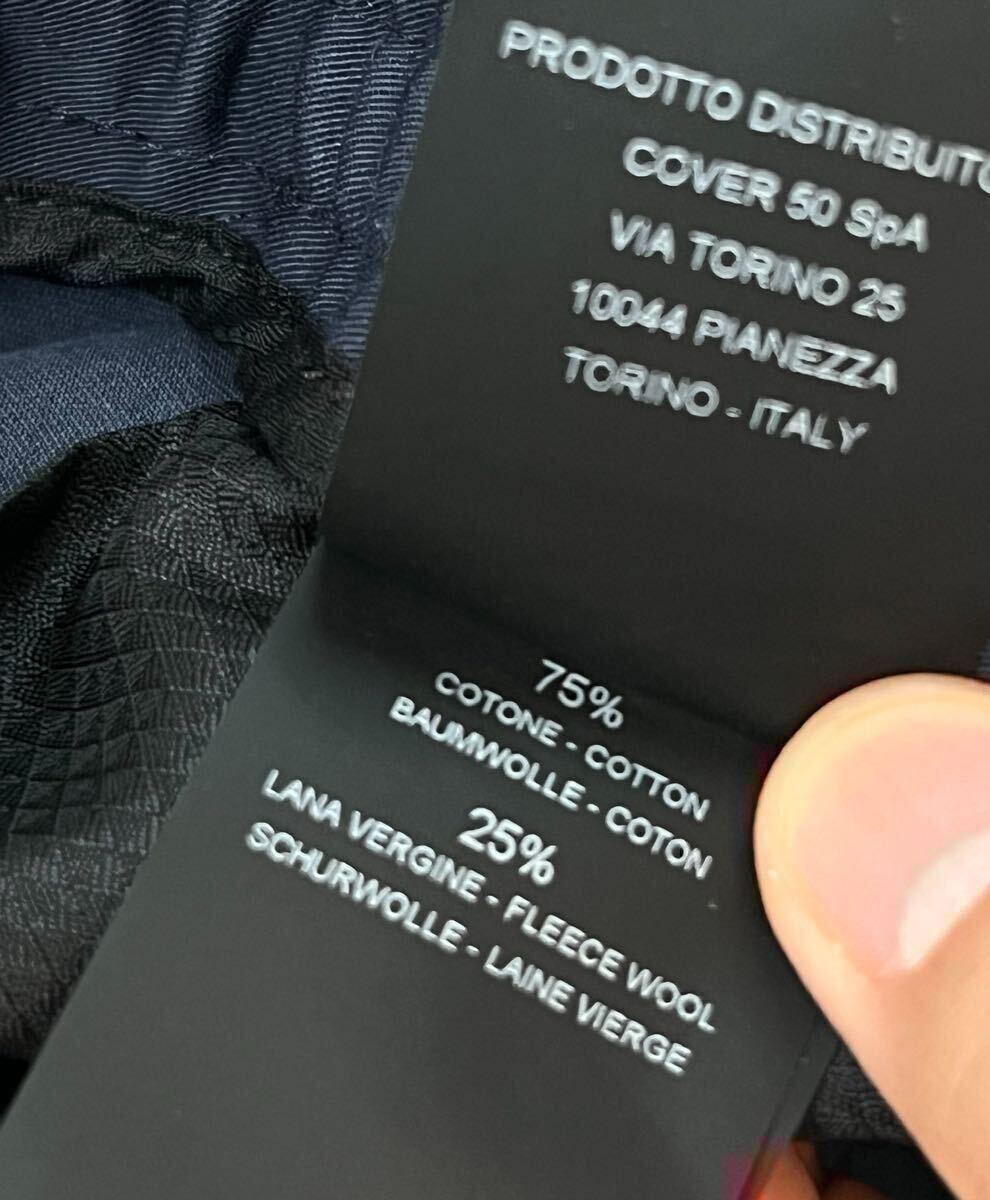 PRODOTTO DISTRIBUITO
COVER 50 SpA
VIA TORINO 25
10044 PIANEZZA
TORINO - ITALY
75%
COTONE - COTTON
BAUMWOLLE - COTON
25%
LANA VERGINE - FLEECE WOOL
SCHURWOLLE - LAINE VIERGE